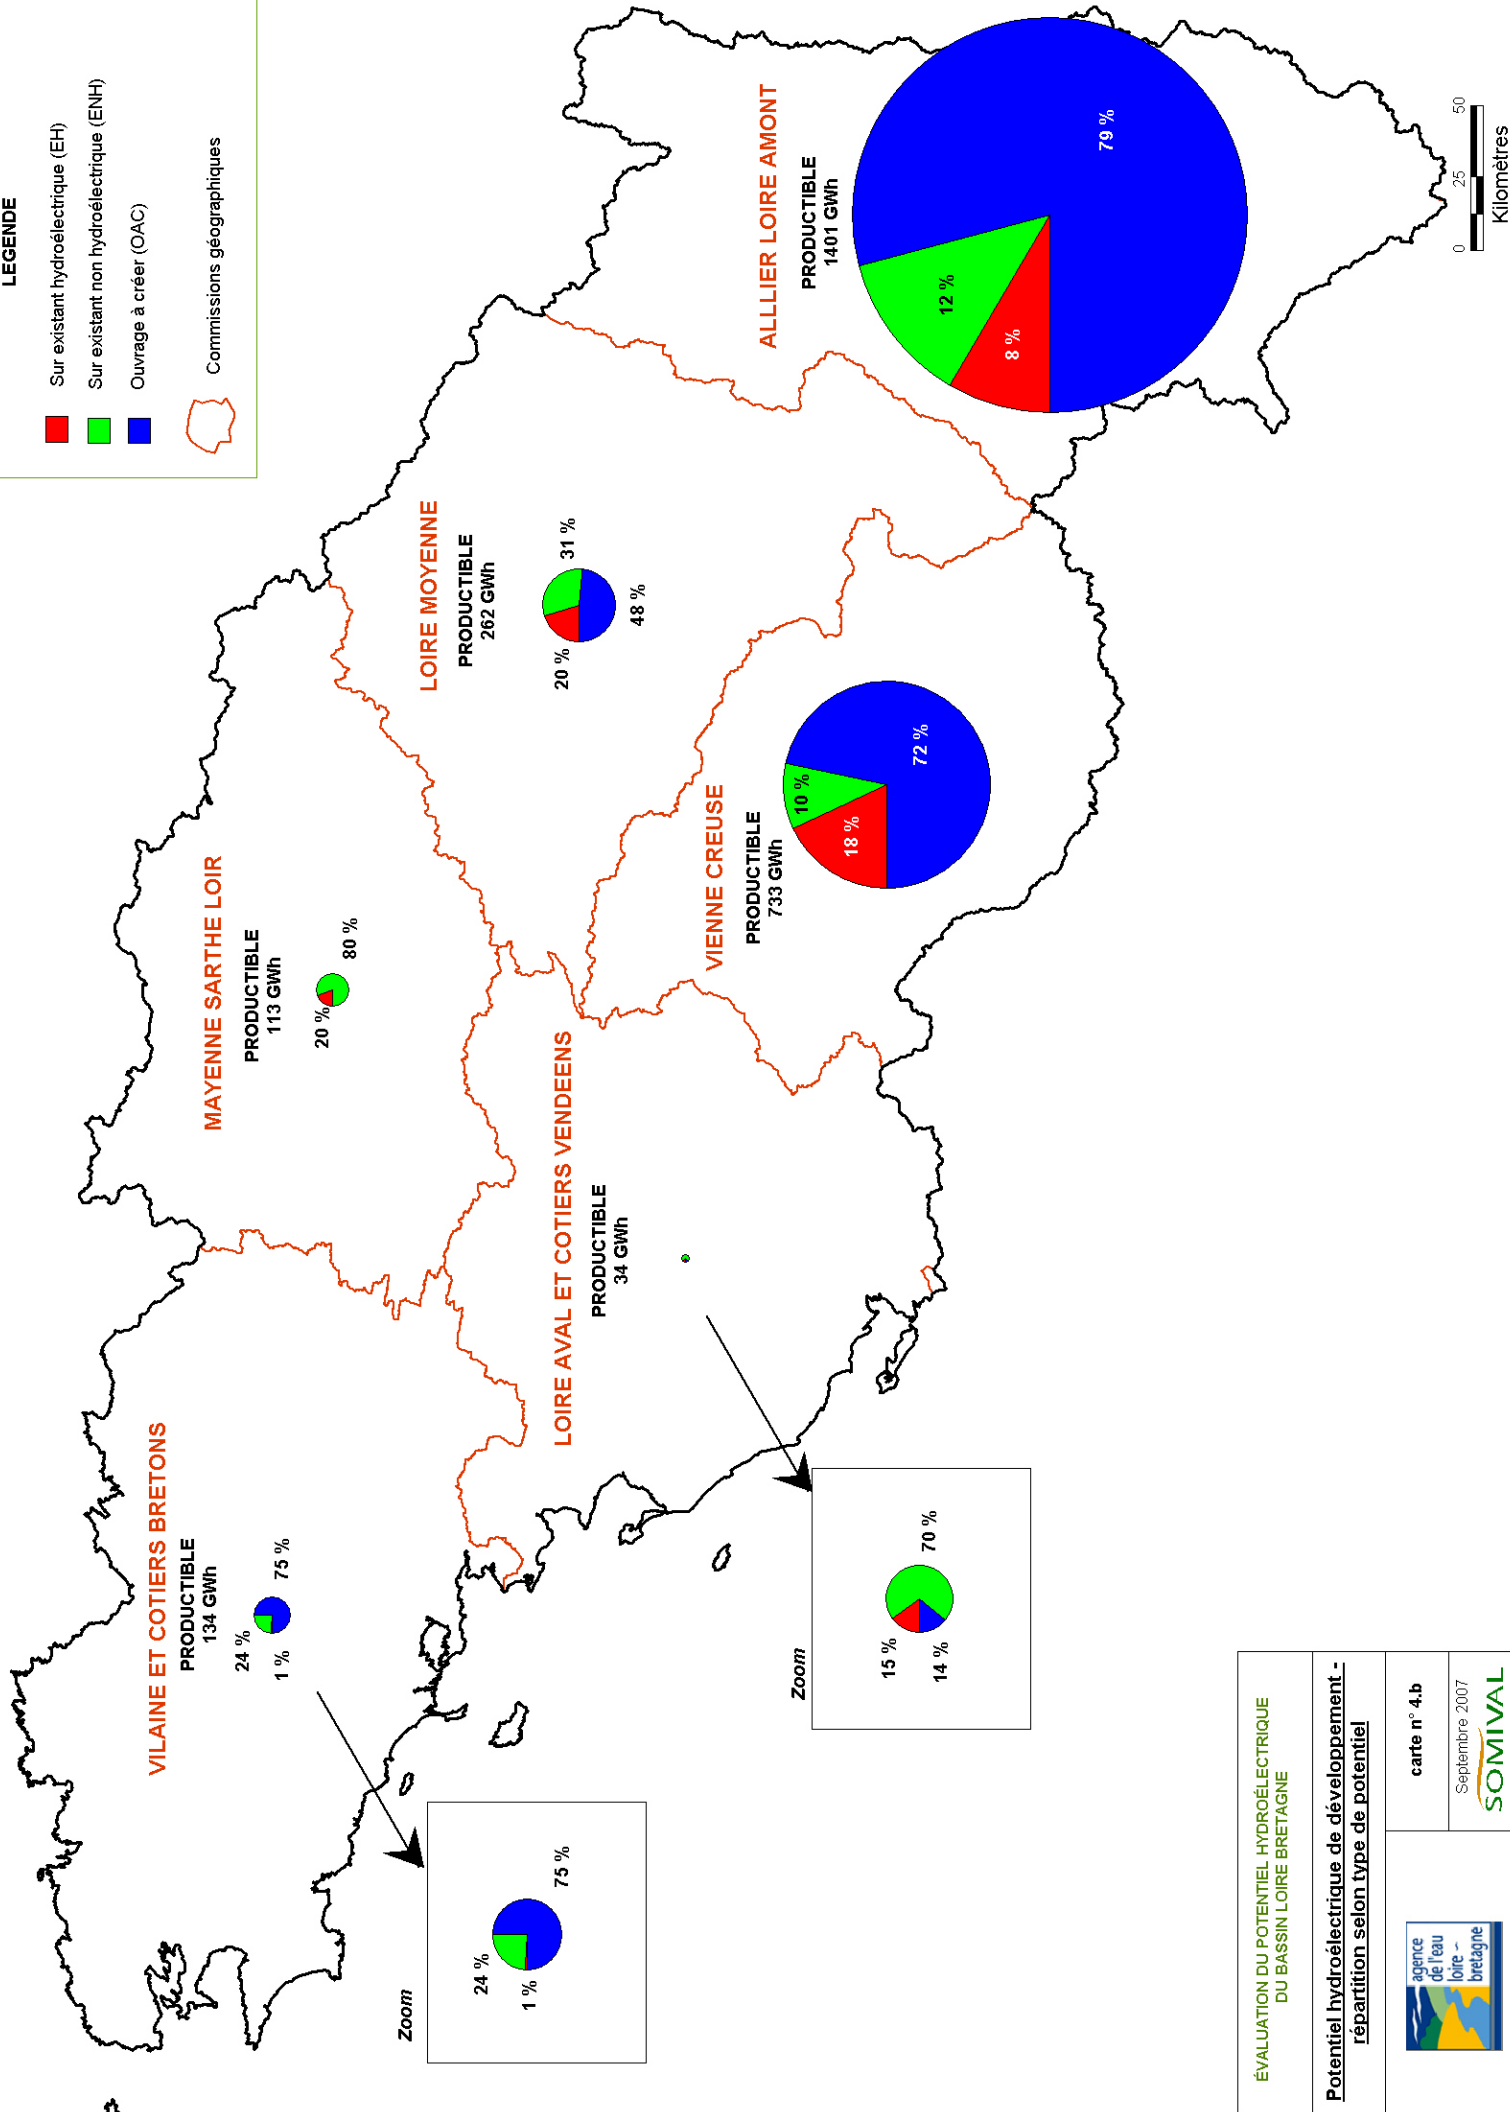 LEGENDE
Sur existant hydroélectrique (EH)
Sur existant non hydroélectrique (ENH)
Ouvrage à créer (OAC)
Commissions géographiques
VILAINE ET COTIERS BRETONS
PRODUCTIBLE
134 GWh
24 %
75 %
1 %
Zoom
24 %
75 %
1 %
MAYENNE SARTHE LOIR
PRODUCTIBLE
113 GWh
20 %
80 %
LOIRE MOYENNE
PRODUCTIBLE
262 GWh
20 %
31 %
48 %
LOIRE AVAL ET COTIERS VENDEENS
PRODUCTIBLE
34 GWh
Zoom
15 %
70 %
14 %
VIENNE CREUSE
PRODUCTIBLE
733 GWh
10 %
18 %
72 %
ALLLIER LOIRE AMONT
PRODUCTIBLE
1401 GWh
12 %
8 %
79 %
0 25 50
Kilomètres
ÉVALUATION DU POTENTIEL HYDROÉLECTRIQUE
DU BASSIN LOIRE BRETAGNE
Potentiel hydroélectrique de développement -
répartition selon type de potentiel
agence
de l'eau
loire ~
bretagne
carte n° 4.b
Septembre 2007
SOMIVAL